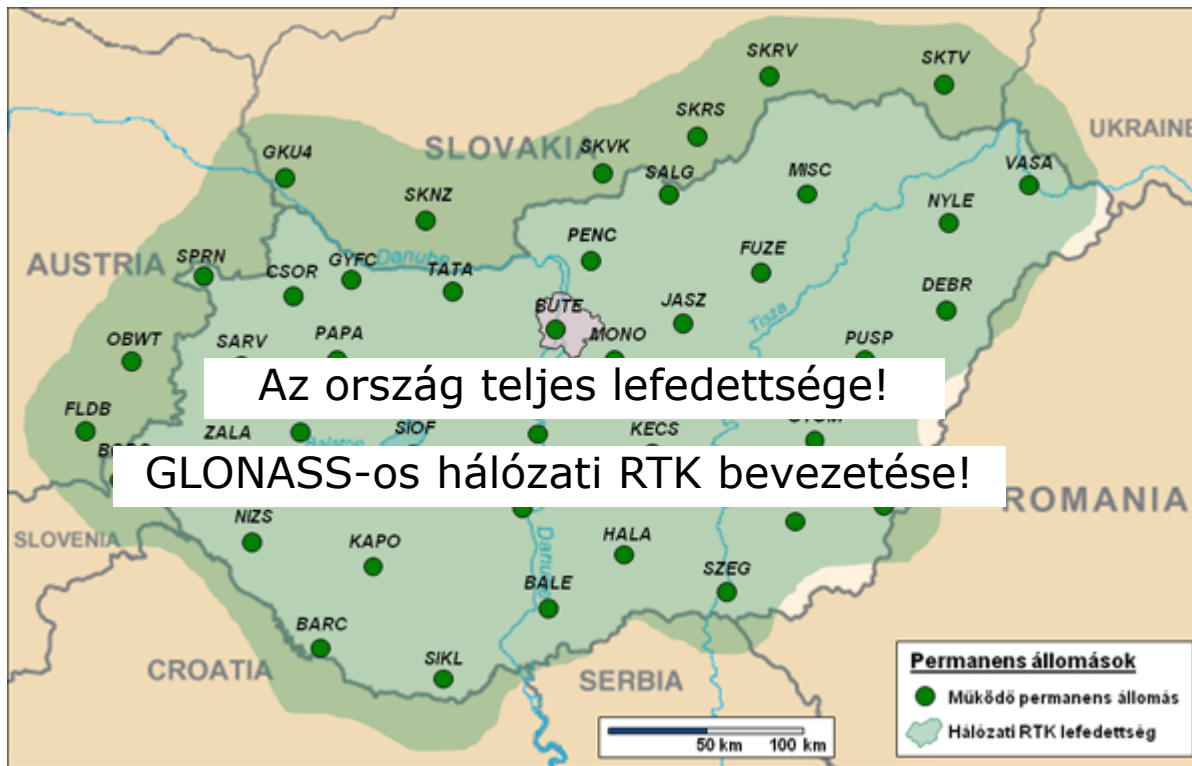 SKRV
SKTV
SKRS
UKRAINE
GKU4
SLOVAKIA
SKVK
SALG
MISC
VASA
SKNZ
NYLE
PENC
FUZE
AUSTRIA
SPRN
CSOR
GYFC
Danube
TATA
DEBR
BUTE
JASZ
Tisza
OBWT
SARV
PAPA
MONO
PUSP
Az ország teljes lefedettsége!
FLDB
ZALA
Balaton
SIOF
KECS
GLONASS-os hálózati RTK bevezetése!
ROMANIA
SLOVENIA
NIZS
KAPO
Danube
HALA
BALE
SZEG
BARC
CROATIA
SIKL
SERBIA
Permanens állomások
Működő permanens állomás
Hálózati RTK lefedettség
50 km 100 km